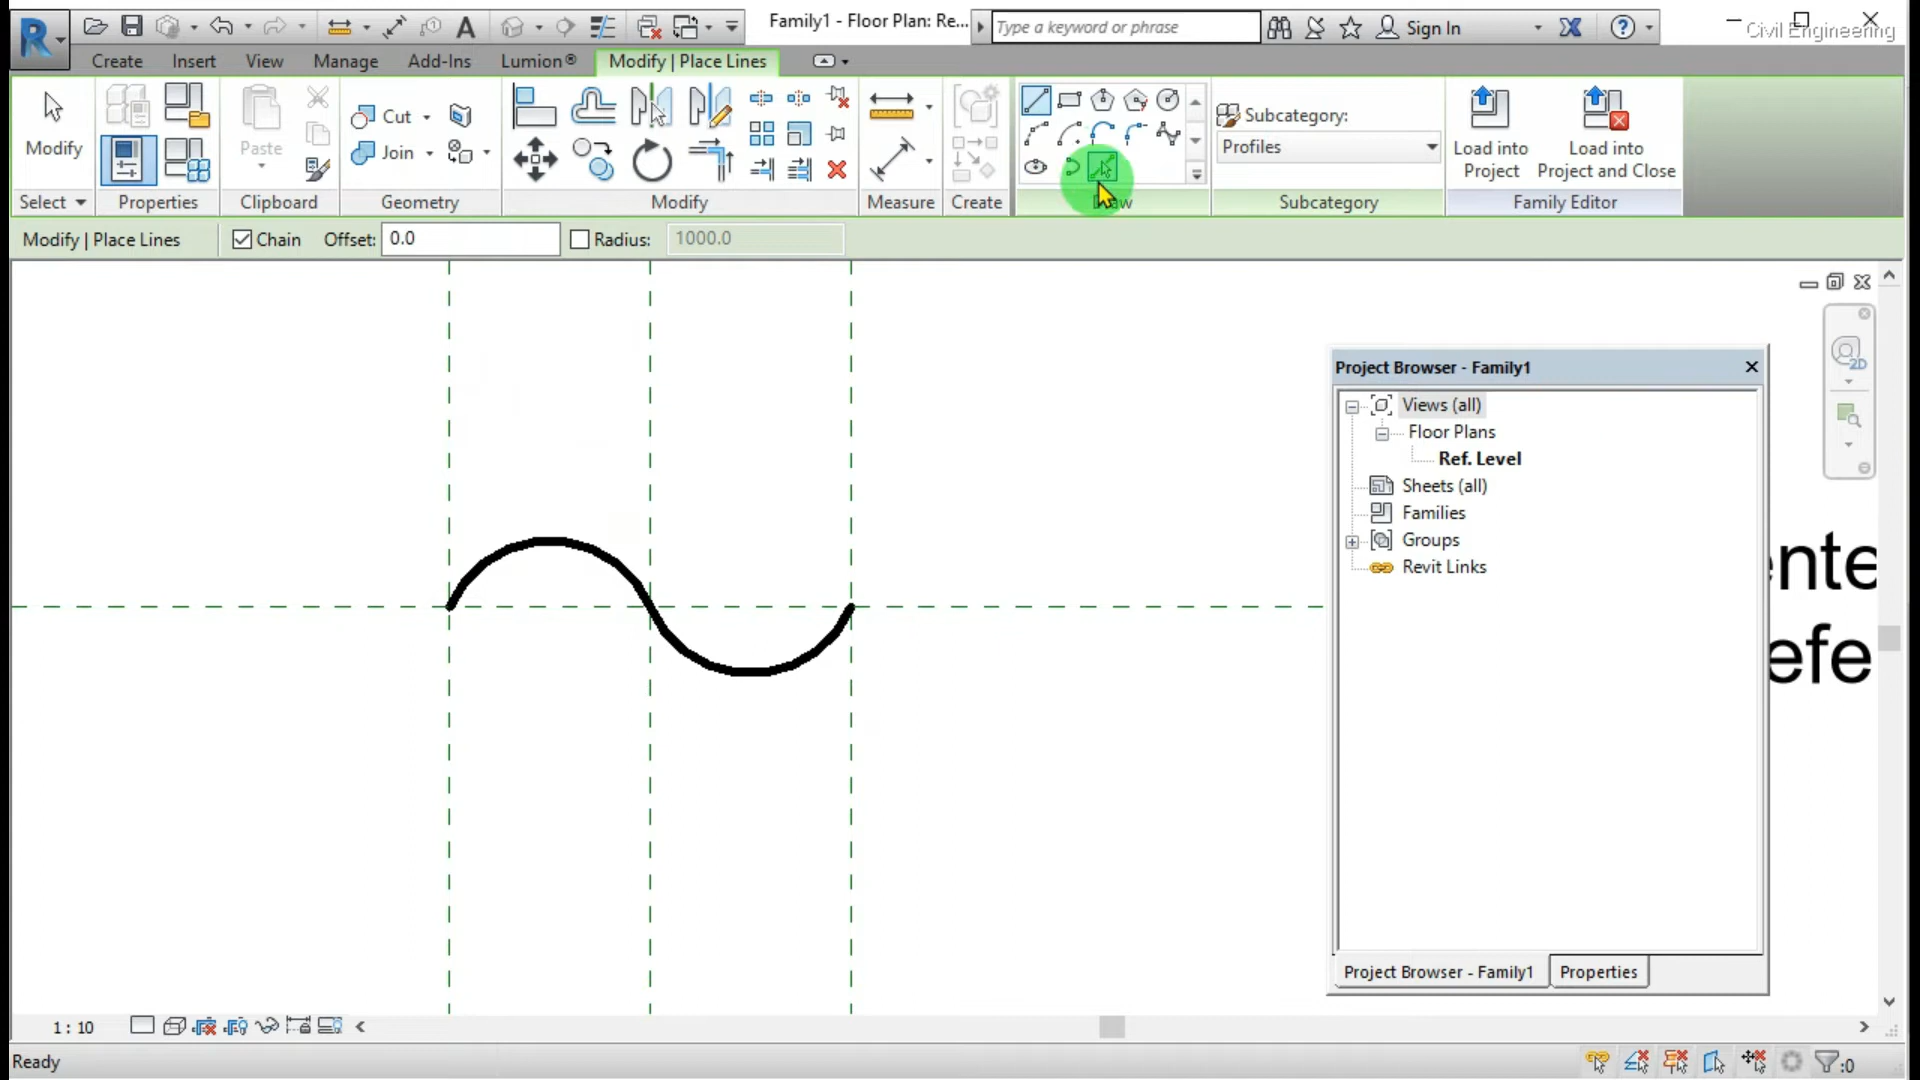 Family1 - Floor Plan: Re...
Type a keyword or phrase
Sign In
Civil Engineering
Create
Insert
View
Manage
Add-Ins
Lumion®
Modify | Place Lines
Modify
Cut
Join
Paste
Subcategory:
Profiles
Load into
Project
Load into
Project and Close
Select
Properties
Clipboard
Geometry
Modify
Measure
Create
Draw
Subcategory
Family Editor
Modify | Place Lines
Chain
Offset:
0.0
Radius:
1000.0
2D
Project Browser - Family1
Views (all)
Floor Plans
Ref. Level
Sheets (all)
Families
Groups
Revit Links
ente
efe
Project Browser - Family1
Properties
1 : 10
Ready
:0